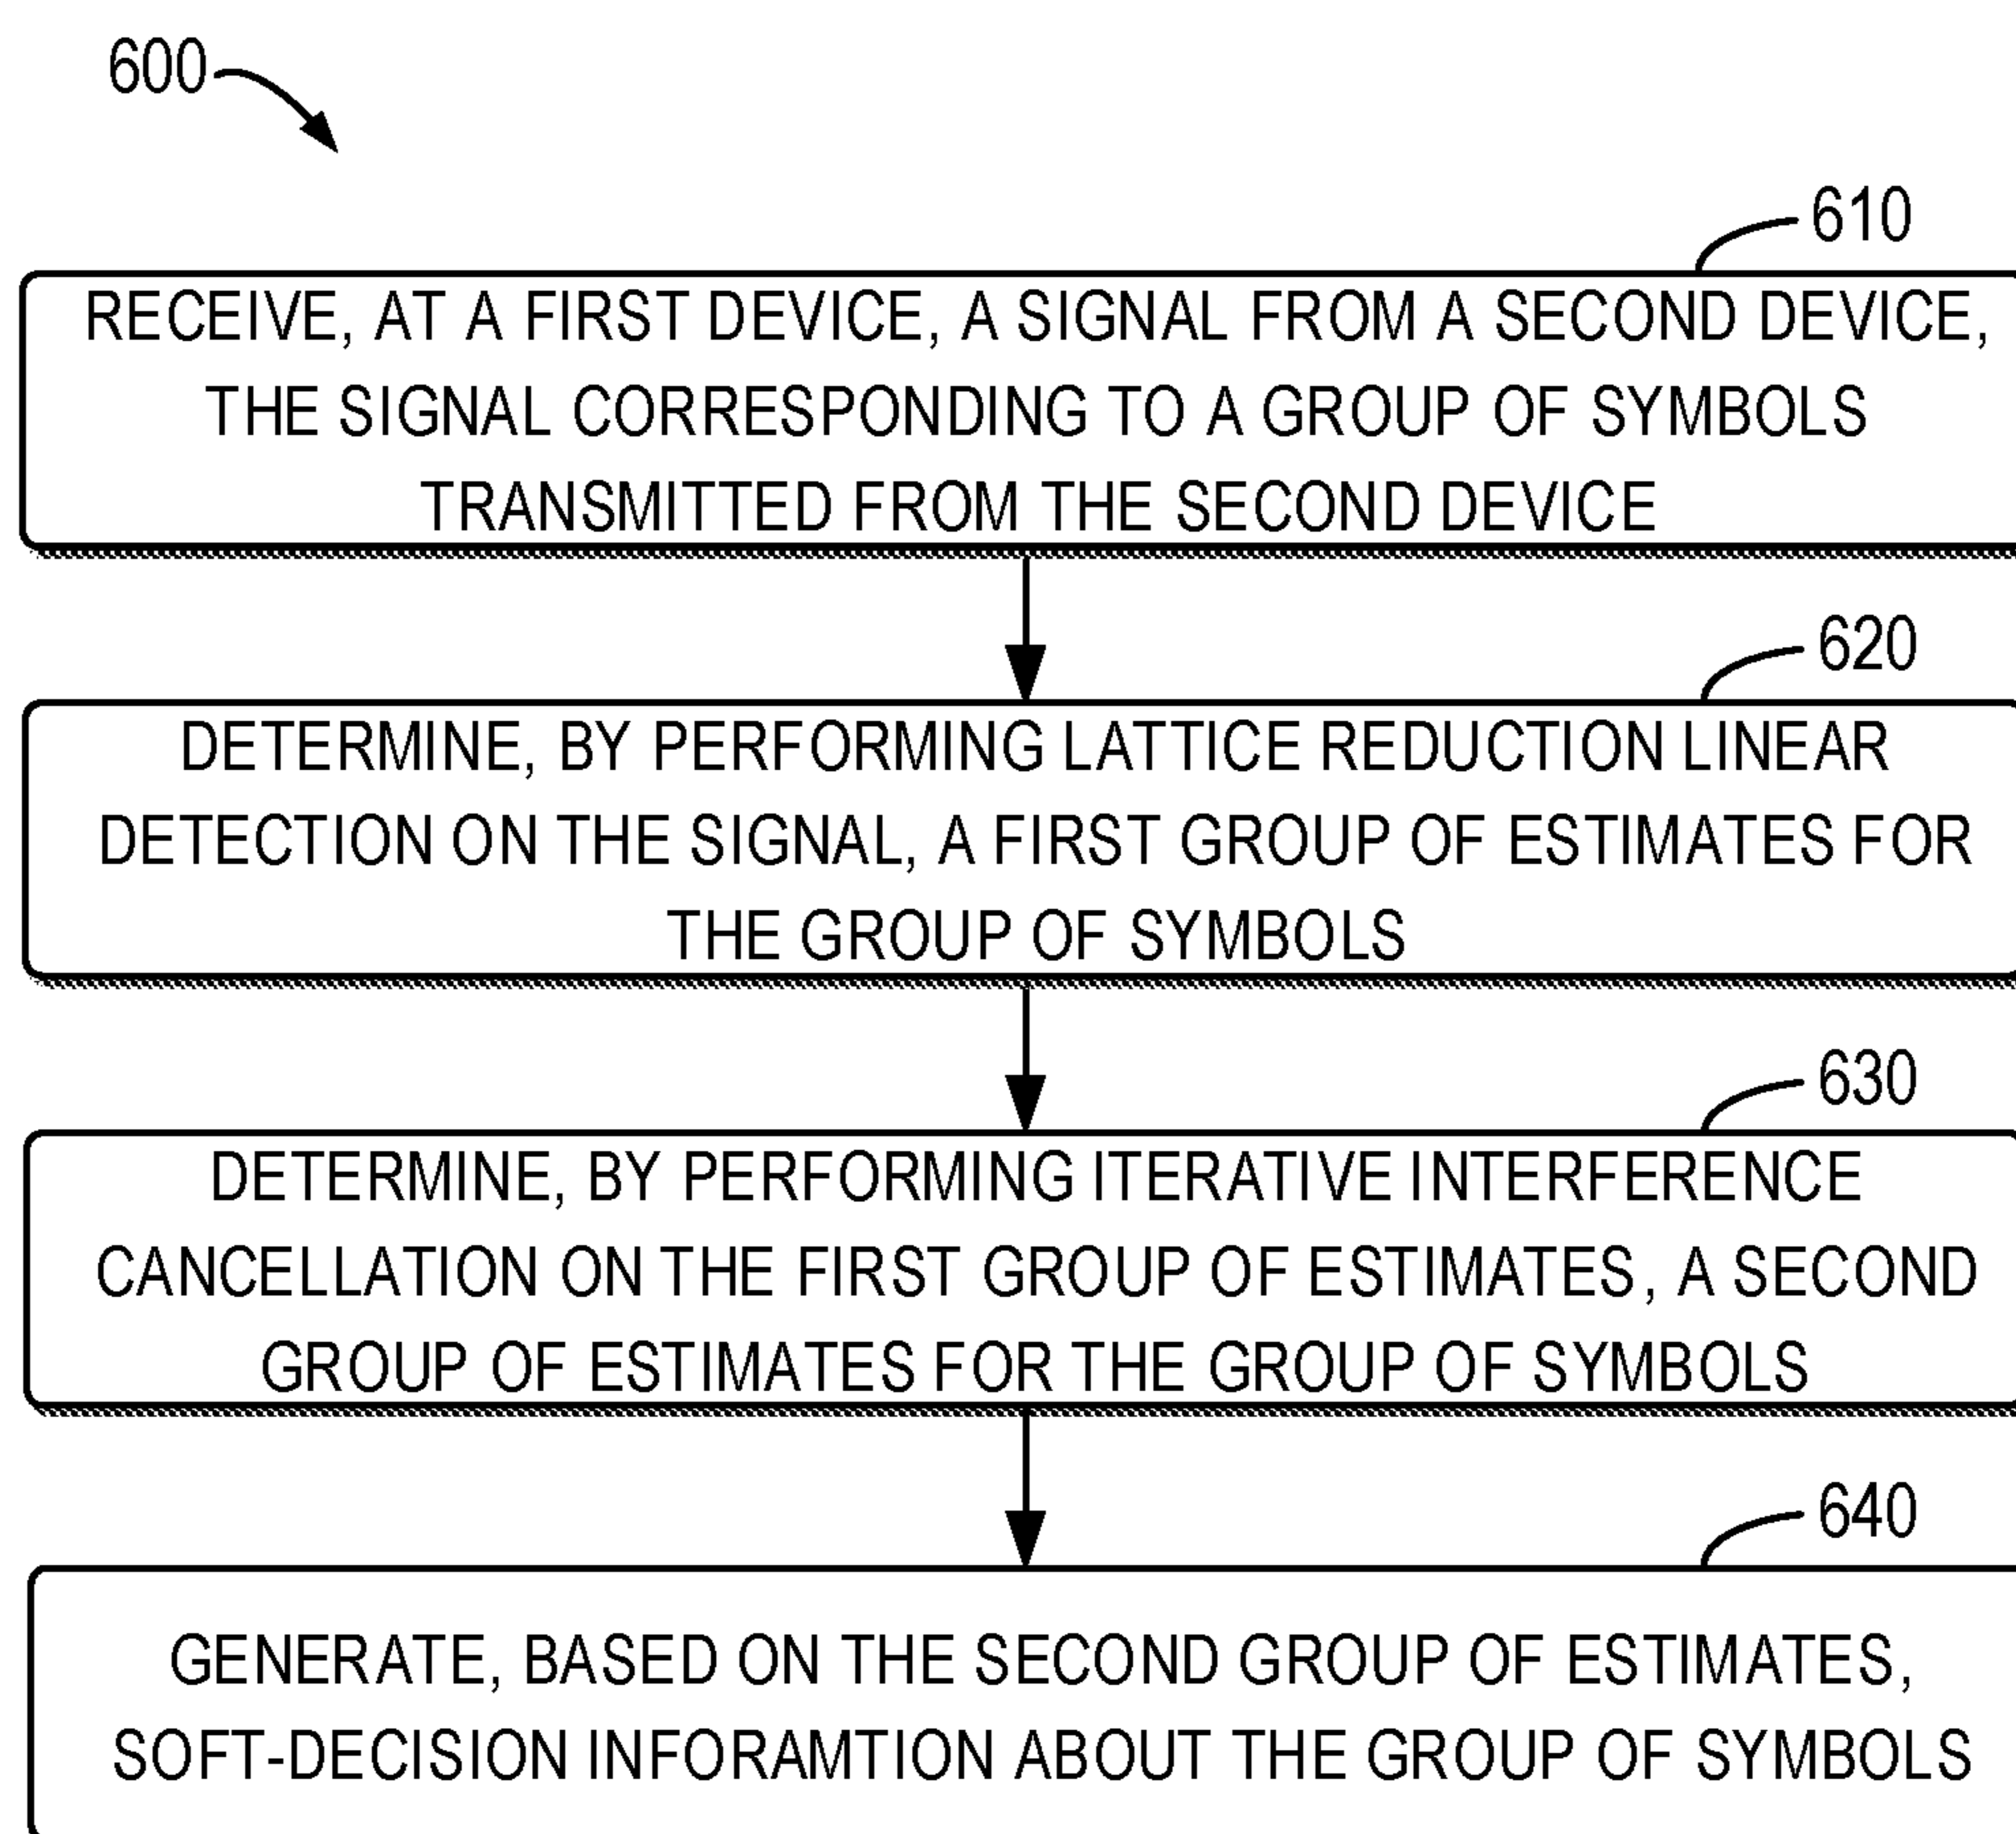 600
610
RECEIVE, AT A FIRST DEVICE, A SIGNAL FROM A SECOND DEVICE,
THE SIGNAL CORRESPONDING TO A GROUP OF SYMBOLS
TRANSMITTED FROM THE SECOND DEVICE
620
DETERMINE, BY PERFORMING LATTICE REDUCTION LINEAR
DETECTION ON THE SIGNAL, A FIRST GROUP OF ESTIMATES FOR
THE GROUP OF SYMBOLS
630
DETERMINE, BY PERFORMING ITERATIVE INTERFERENCE
CANCELLATION ON THE FIRST GROUP OF ESTIMATES, A SECOND
GROUP OF ESTIMATES FOR THE GROUP OF SYMBOLS
640
GENERATE, BASED ON THE SECOND GROUP OF ESTIMATES,
SOFT-DECISION INFORAMTION ABOUT THE GROUP OF SYMBOLS